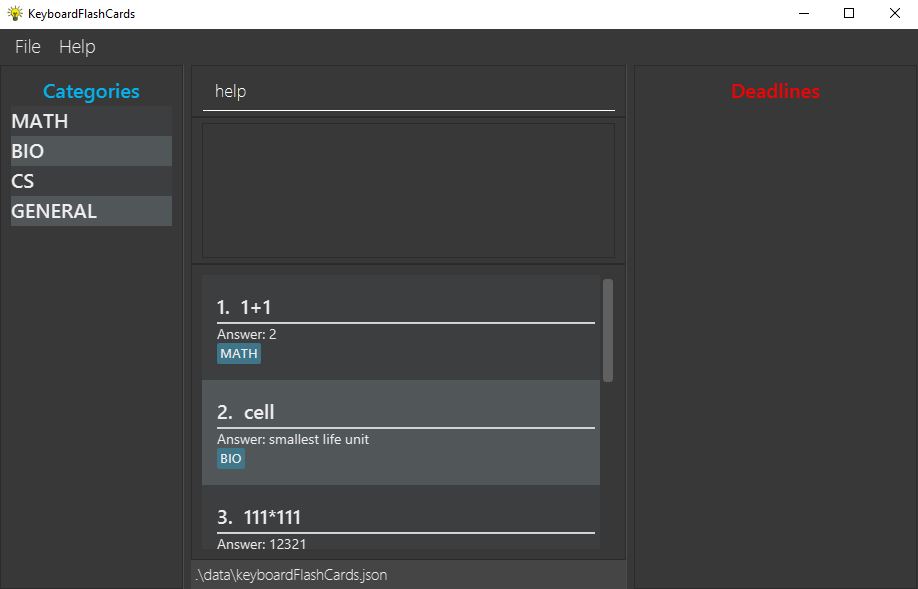 KeyboardFlashCards
File Help
Categories
MATH
BIO
CS
GENERAL
help
1. 1+1
Answer: 2
MATH
2. cell
Answer: smallest life unit
BIO
3. 111*111
Answer: 12321
.\data\keyboardFlashCards.json
Deadlines